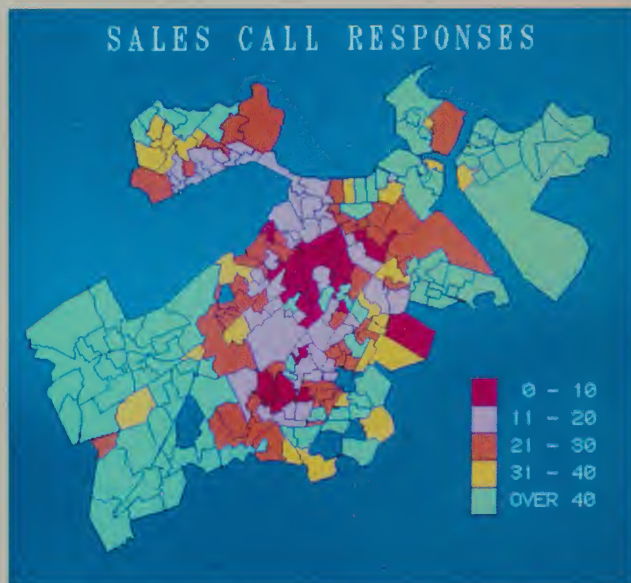 SALES CALL RESPONSES
0 - 10
11 - 20
21 - 30
31 - 40
OVER 40